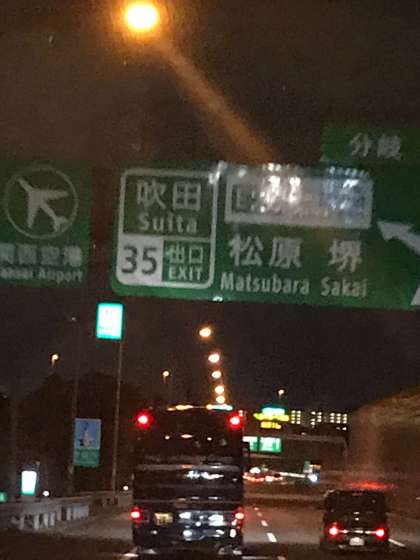 分岐
吹田
Suita
35 出口
EXIT
松原 堺
Matsubara Sakai
関西空港
Kansai Airport